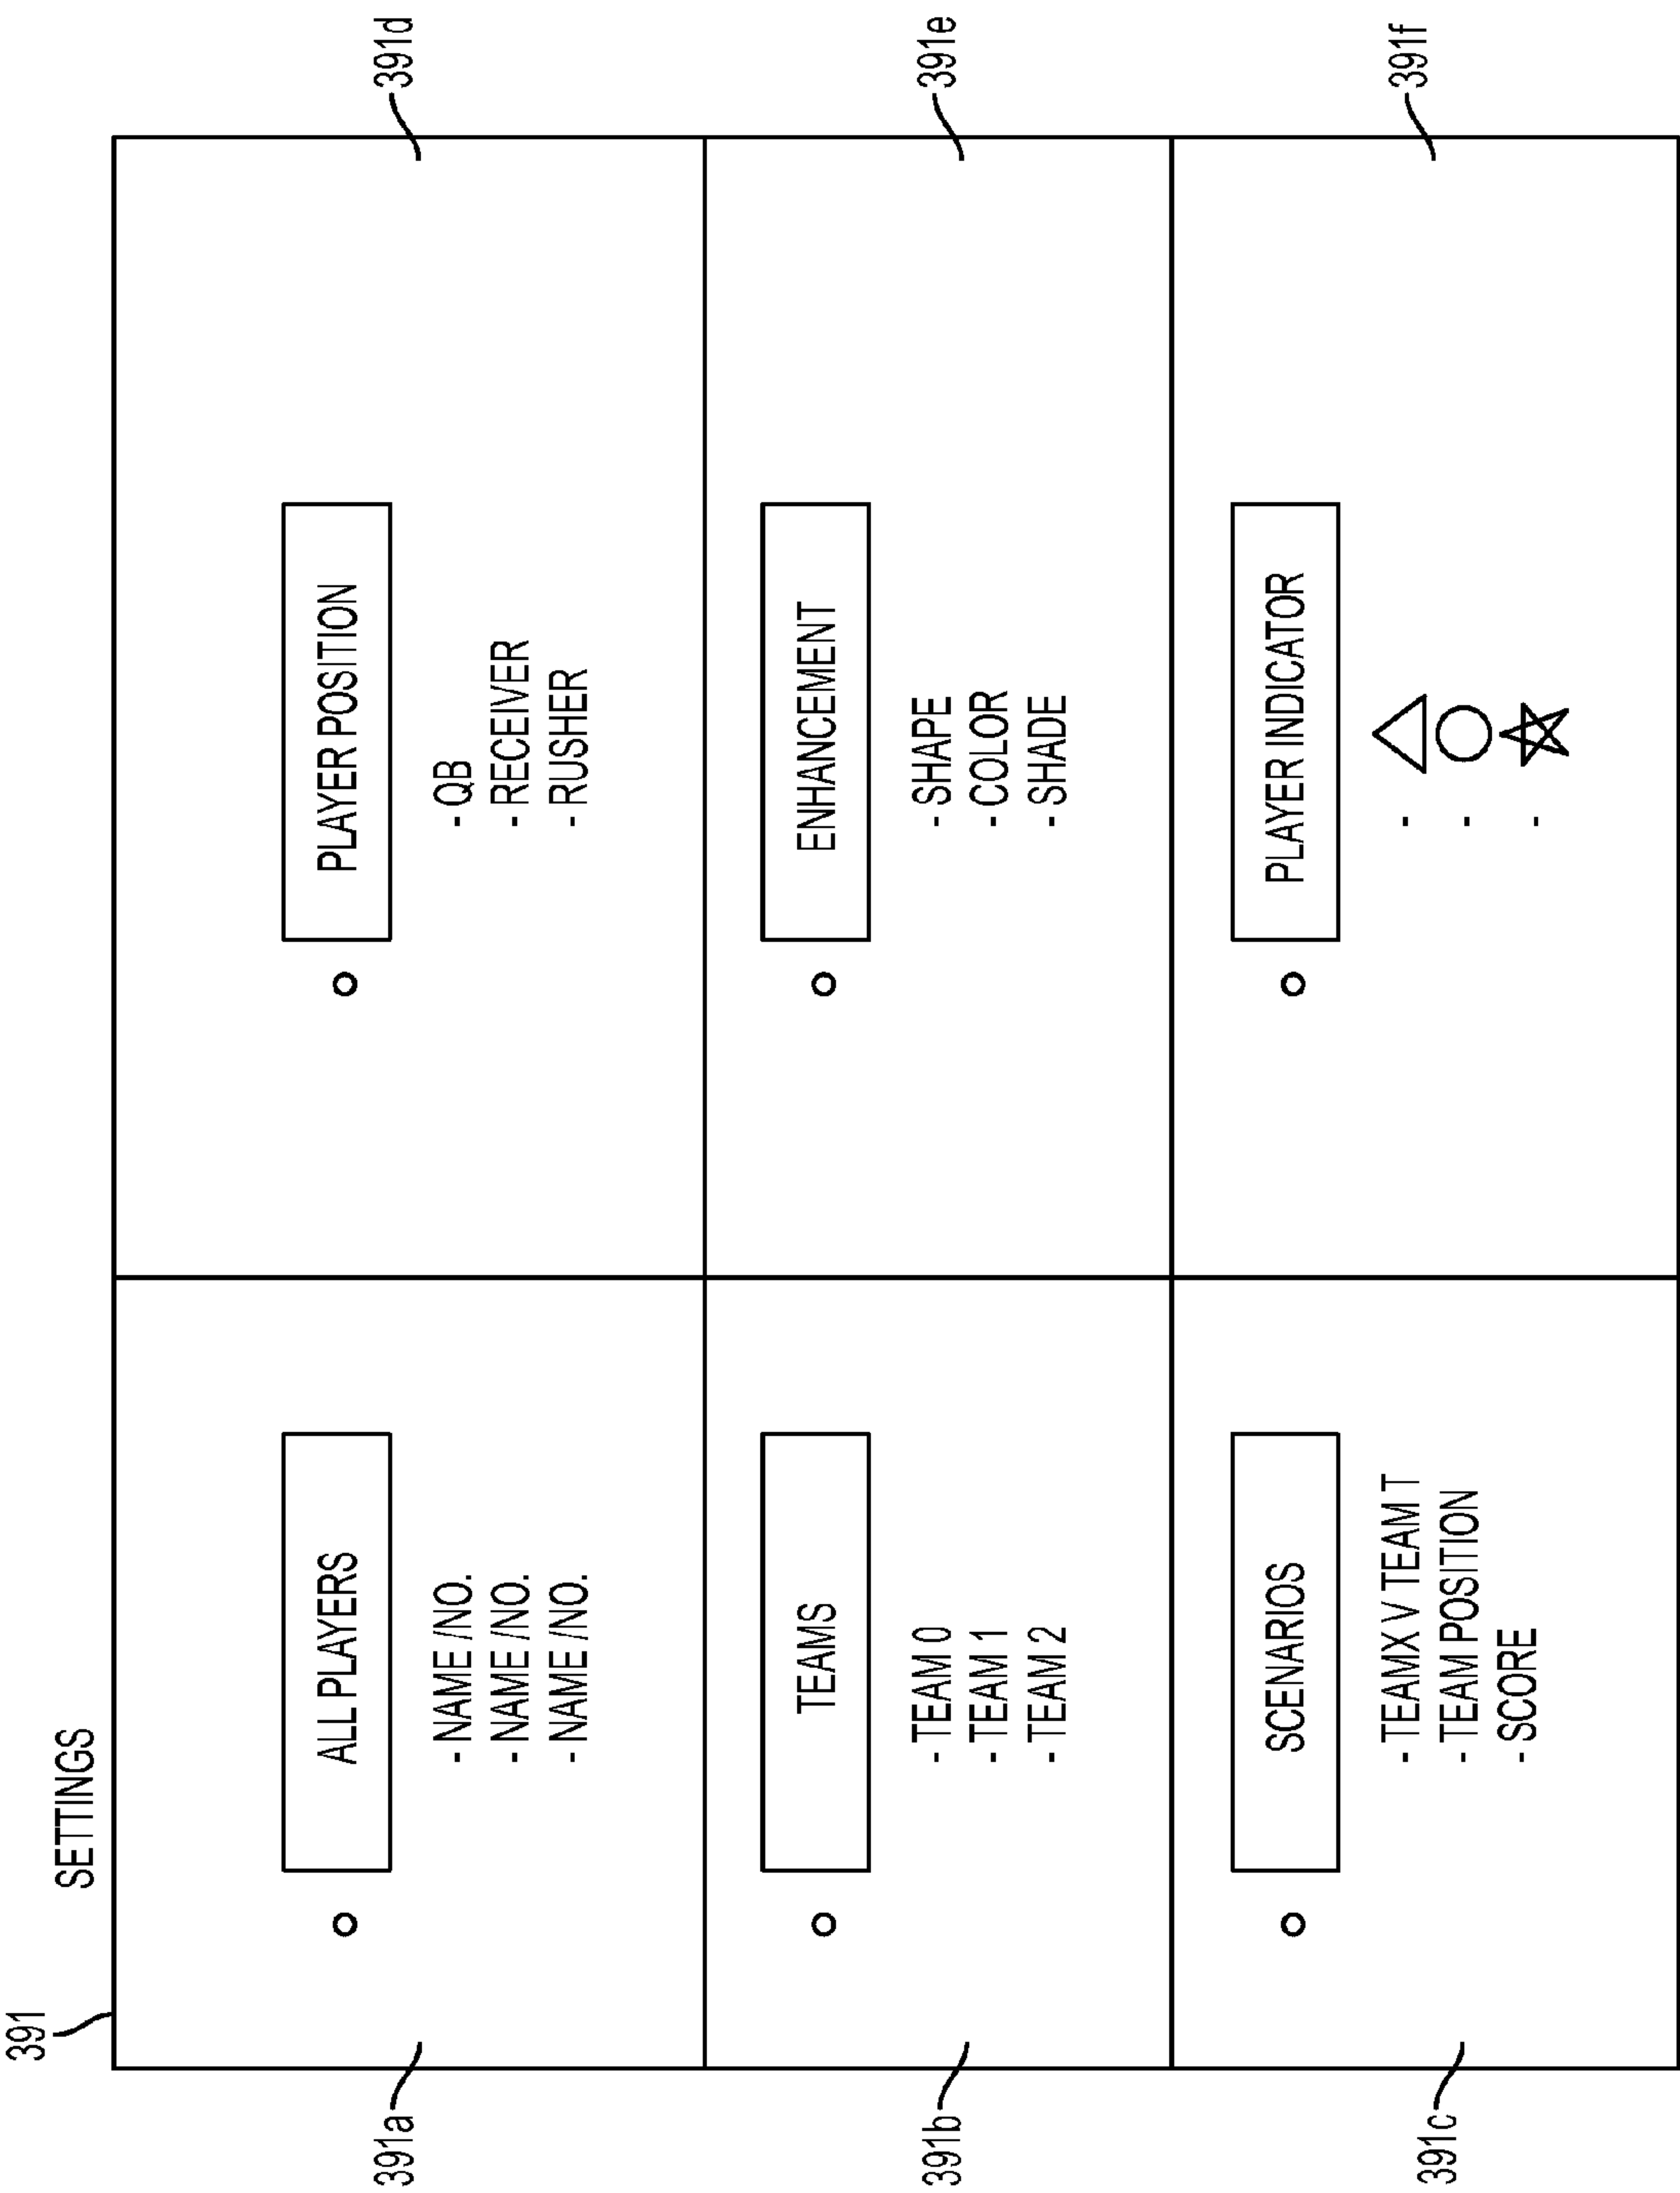 391
SETTINGS
391a
ALL PLAYERS
- NAME /NO.
- NAME /NO.
- NAME /NO.
391d
PLAYER POSITION
- QB
- RECEIVER
- RUSHER
391b
TEAMS
- TEAM 0
- TEAM 1
- TEAM 2
391e
ENHANCEMENT
- SHAPE
- COLOR
- SHADE
391c
SCENARIOS
- TEAMX V TEAM T
- TEAM POSITION
- SCORE
391f
PLAYER INDICATOR
-
-
-